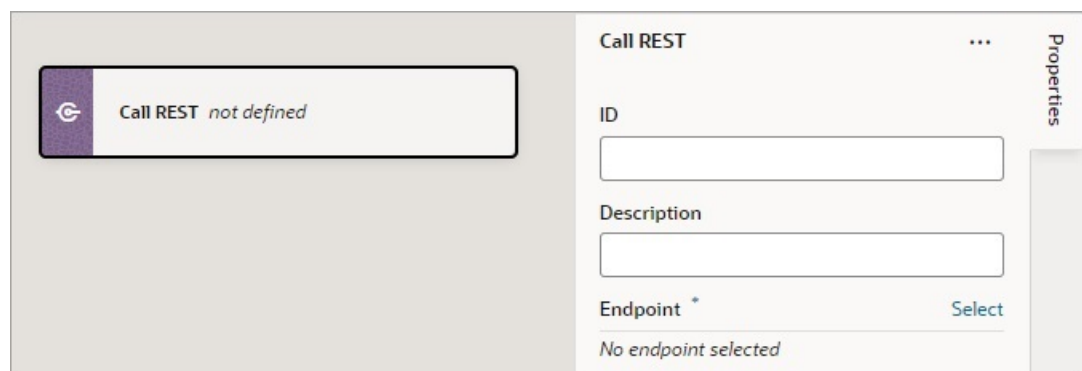 Call REST not defined
Call REST
...
ID
Description
Endpoint * Select
No endpoint selected
Properties